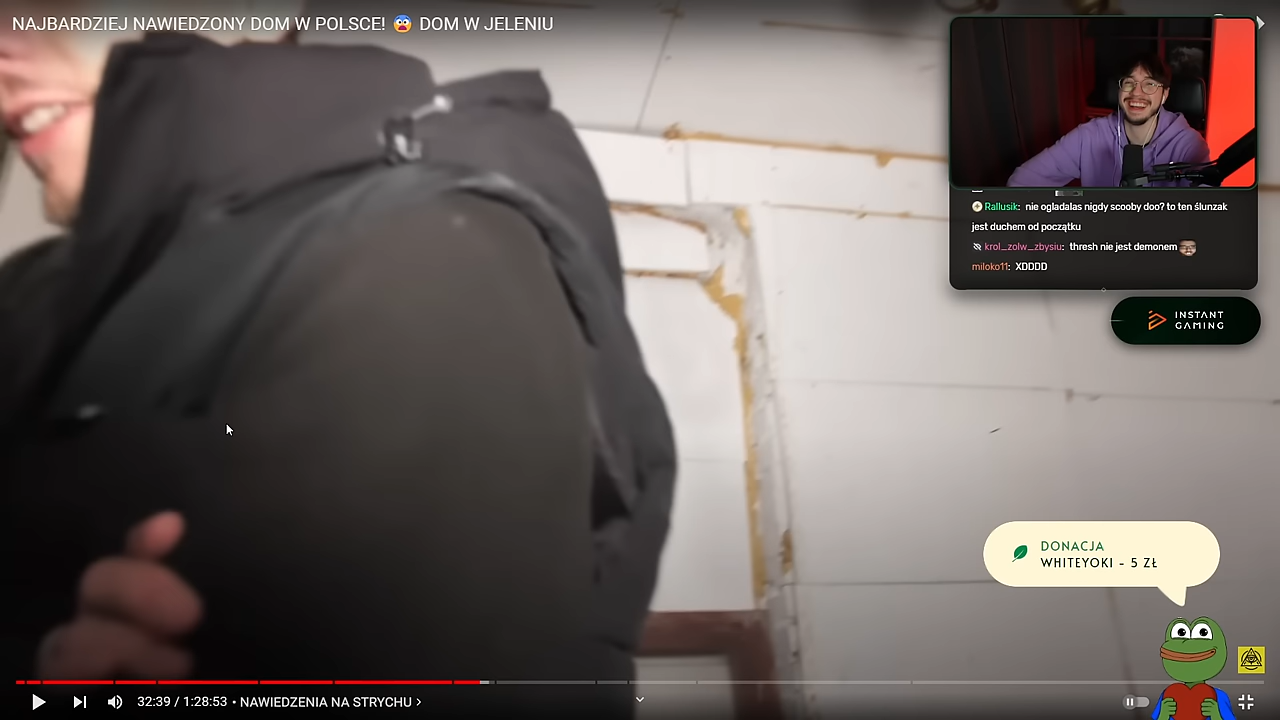 NAJBARDZIEJ NAWIEDZONY DOM W POLSCE! 😨 DOM W JELENIU
Rallusik: nie ogladalas nigdy scooby doo? to ten ślunzak
jest duchem od początku
krol_zolw_zbysiu: thresh nie jest demonem
miloko11: XDDDD
INSTANT
GAMING
DONACJA
WHITEYOKI - 5 ZŁ
32:39 / 1:28:53 • NAWIEDZENIA NA STRYCHU ›